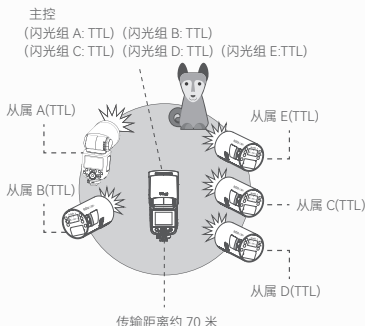 主控
（闪光组 A: TTL）（闪光组 B: TTL）
（闪光组 C: TTL）（闪光组 D: TTL）（闪光组 E:TTL）
从属 A(TTL)
从属 E(TTL)
从属 B(TTL)
从属 C(TTL)
从属 D(TTL)
传输距离约 70 米